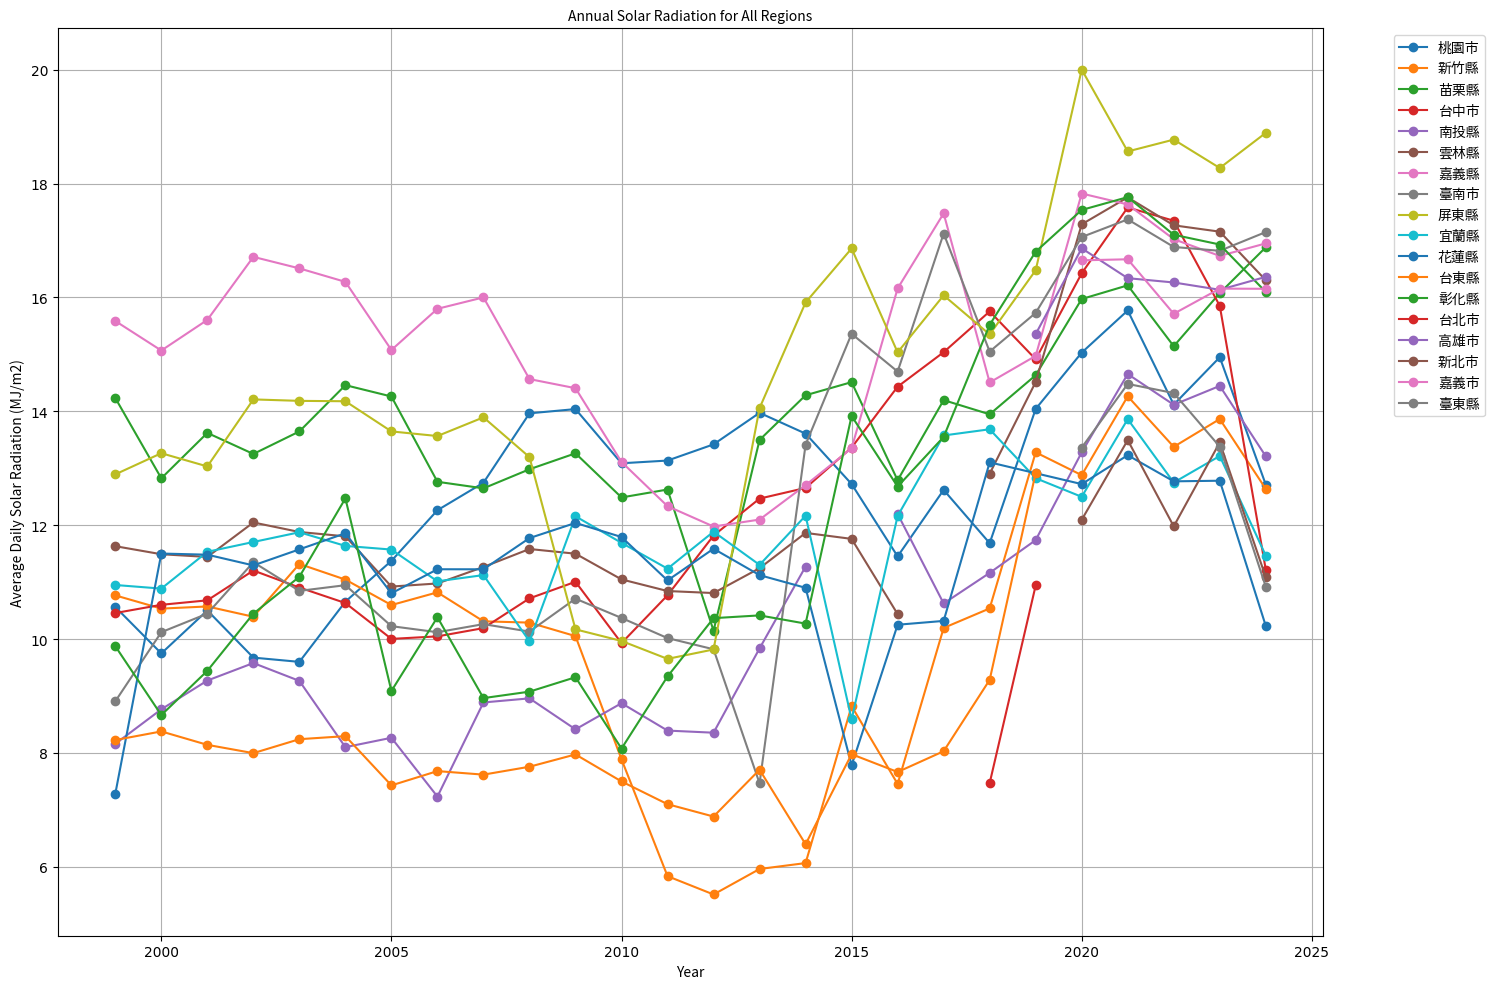 Annual Solar Radiation for All Regions
Average Daily Solar Radiation (MJ/m2)
20
18
16
14
12
10
8
6
2000
2005
2010
2015
2020
2025
Year
桃園市
新竹縣
苗栗縣
台中市
南投縣
雲林縣
嘉義縣
臺南市
屏東縣
宜蘭縣
花蓮縣
台東縣
彰化縣
台北市
高雄市
新北市
嘉義市
臺東縣